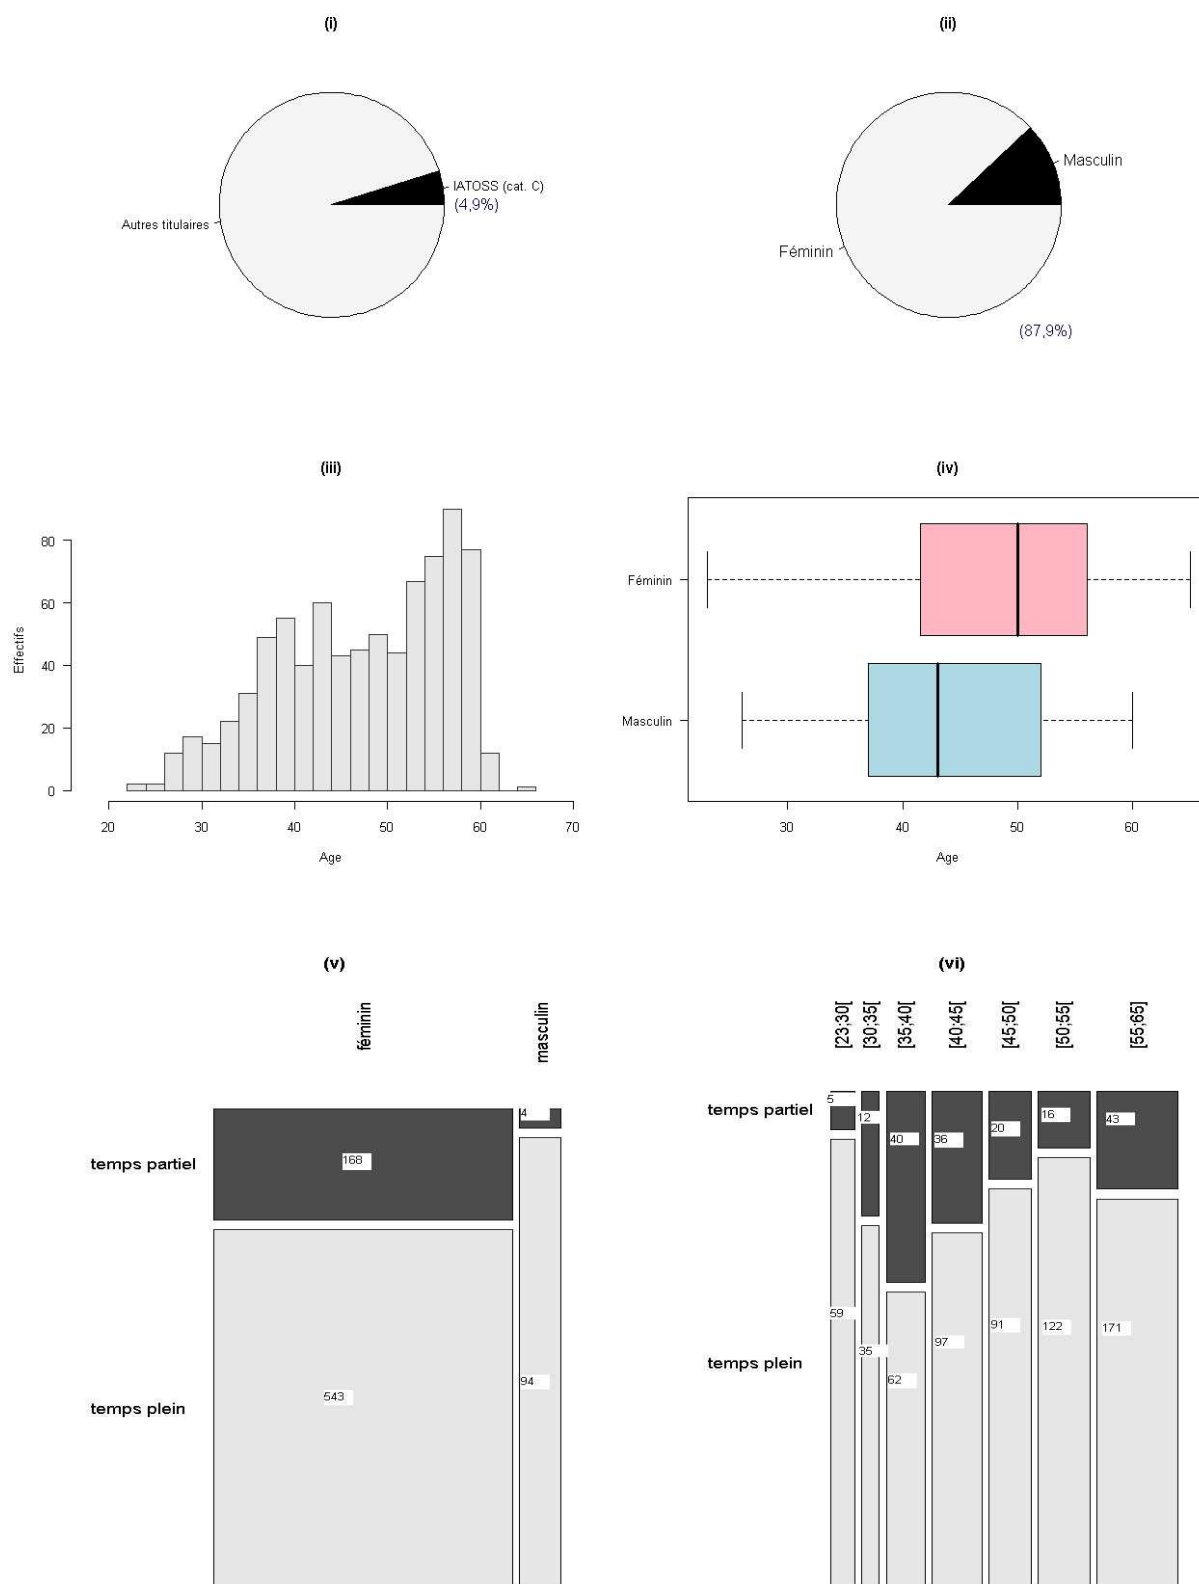 (i)
(ii)
IATOSS (cat. C)
(4,9%)
Autres titulaires
Masculin
Féminin
(87,9%)
(iii)
(iv)
Effectifs
80
60
40
20
0
20 30 40 50 60 70
Age
Féminin
Masculin
30 40 50 60
Age
(v)
(vi)
féminin
masculin
temps partiel
168
4
temps plein
543
94
[23;30[
[30;35[
[35;40[
[40;45[
[45;50[
[50;55[
[55;65]
temps partiel
5
12
40
36
20
16
43
temps plein
59
35
62
97
91
122
171